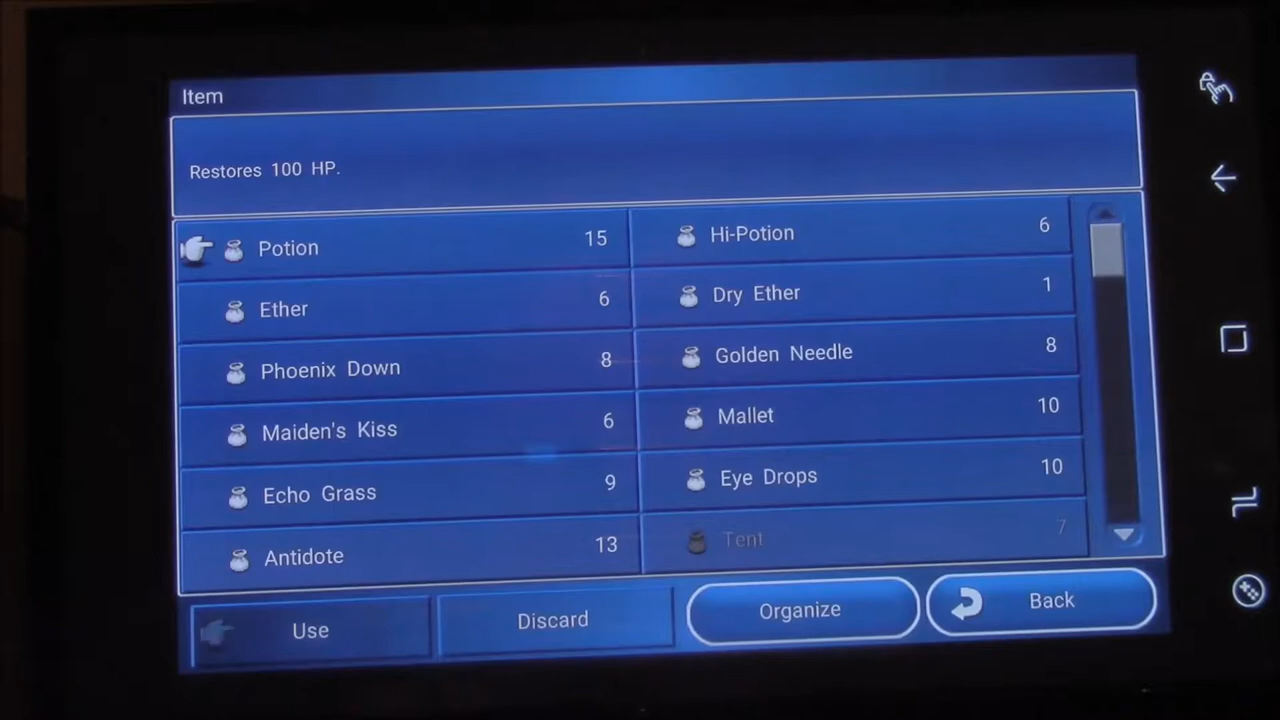 Item
Restores 100 HP.
Potion 15
Hi-Potion 6
Ether 6
Dry Ether 1
Phoenix Down 8
Golden Needle 8
Maiden's Kiss 6
Mallet 10
Echo Grass 9
Eye Drops 10
Antidote 13
Tent 7
Use
Discard
Organize
Back